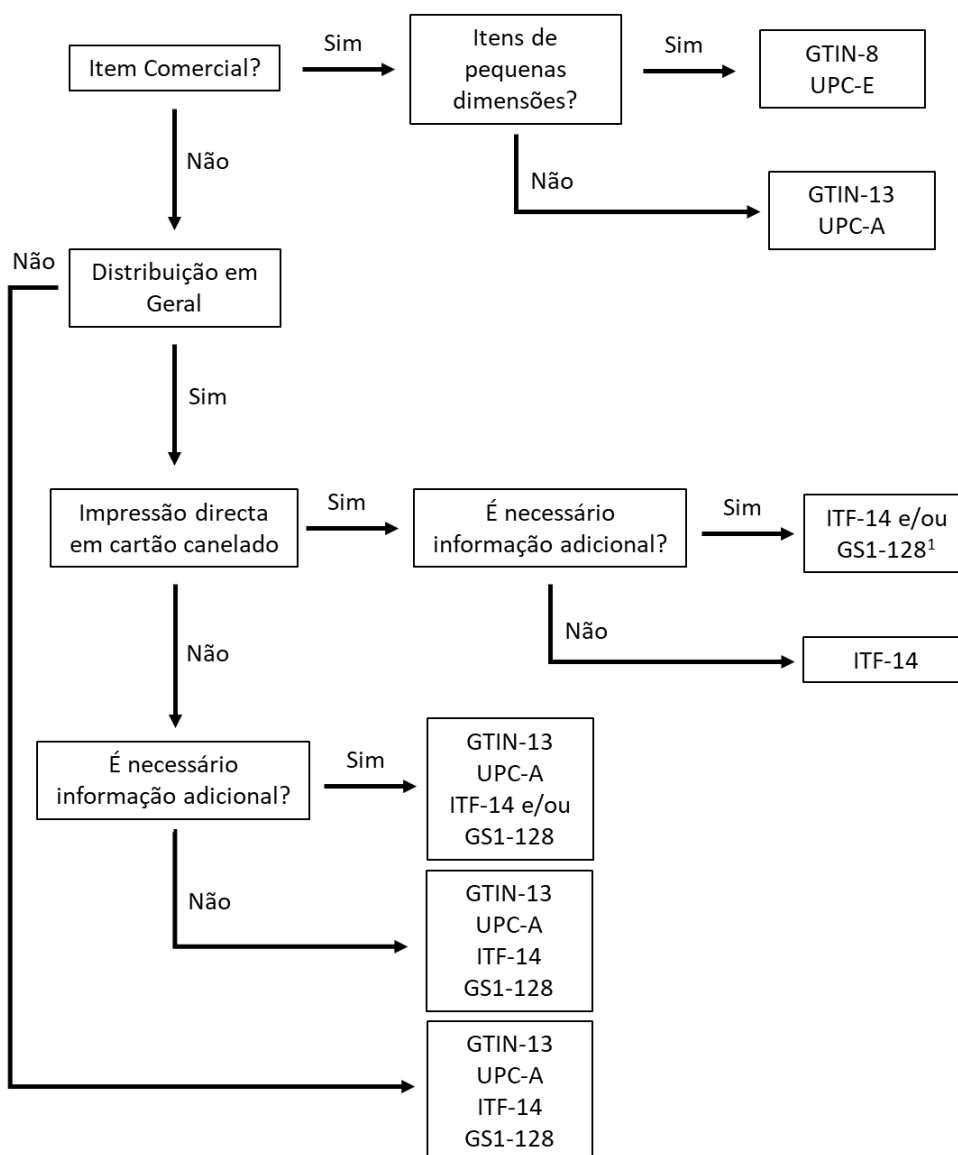 Item Comercial?
Sim
Itens de
pequenas
dimensões?
Sim
GTIN-8
UPC-E
Não
Não
GTIN-13
UPC-A
Não
Distribuição em
Geral
Sim
Impressão directa
em cartão canelado
Sim
É necessário
informação adicional?
Sim
ITF-14 e/ou
GS1-128¹
Não
ITF-14
Não
É necessário
informação adicional?
Sim
GTIN-13
UPC-A
ITF-14 e/ou
GS1-128
Não
GTIN-13
UPC-A
ITF-14
GS1-128
GTIN-13
UPC-A
ITF-14
GS1-128